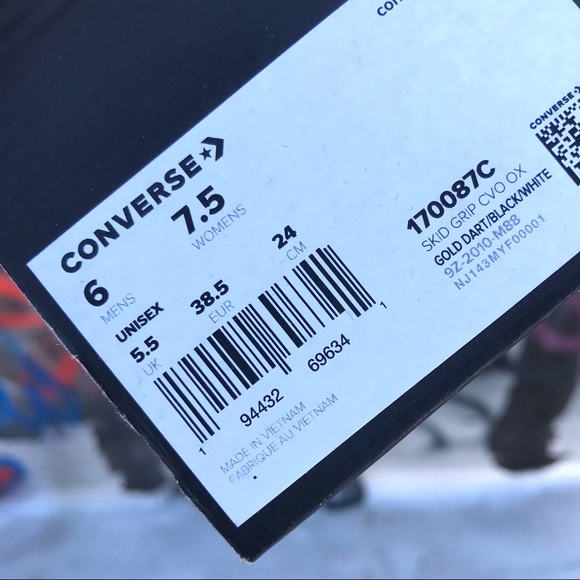 CONVERSE
6
MENS
7.5
WOMENS
UNISEX
5.5
UK
38.5
EUR
24
CM
1 94432 69634 1
MADE IN VIETNAM
FABRIQUE AU VIETNAM
170087C
SKID GRIP CVO OX
GOLD DART/BLACK/WHITE
9Z-2010-M88
NJ143MYF00001
CONVERSE